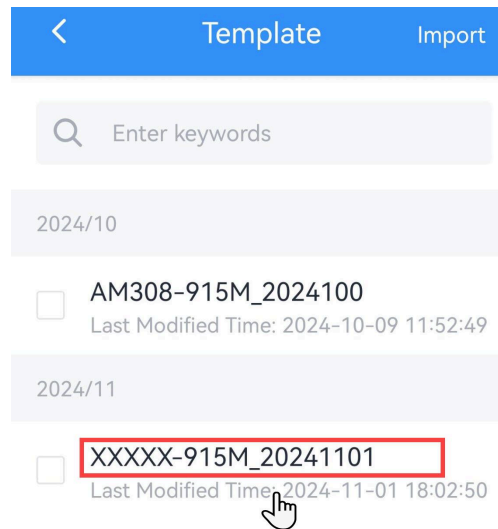 Template Import
Enter keywords
2024/10
AM308-915M_2024100
Last Modified Time: 2024-10-09 11:52:49
2024/11
XXXXX-915M_20241101
Last Modified Time: 2024-11-01 18:02:50